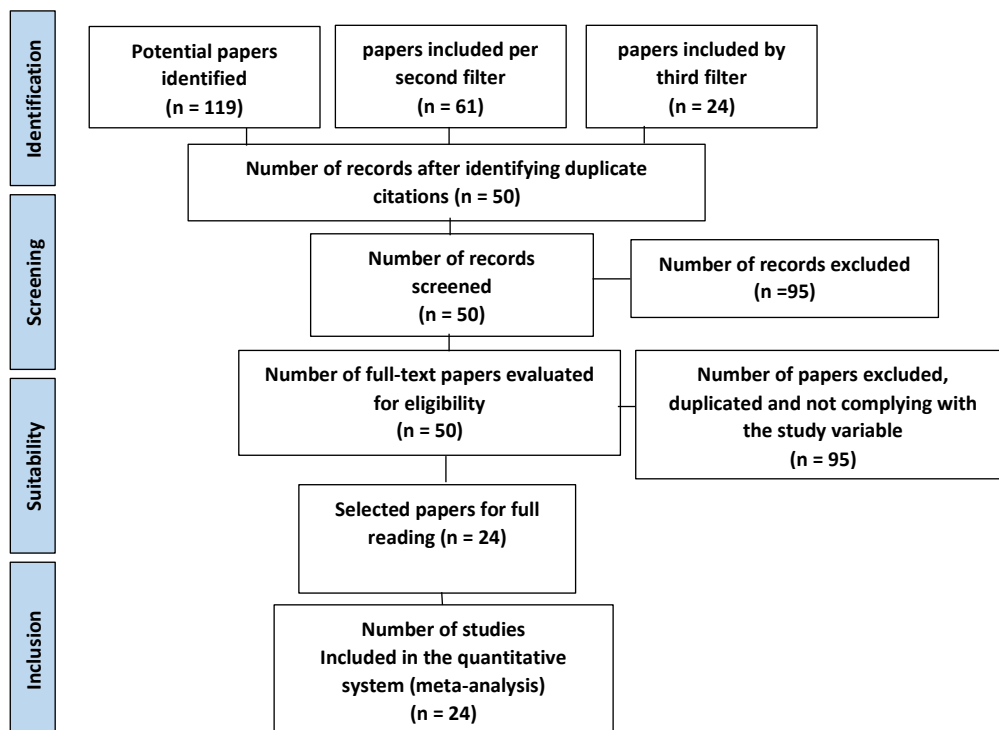 Identification
Potential papers
identified
(n = 119)
papers included per
second filter
(n = 61)
papers included by
third filter
(n = 24)
Number of records after identifying duplicate
citations (n = 50)
Screening
Number of records
screened
(n = 50)
Number of records excluded
(n =95)
Suitability
Number of full-text papers evaluated
for eligibility
(n = 50)
Number of papers excluded,
duplicated and not complying with
the study variable
(n = 95)
Selected papers for full
reading (n = 24)
Inclusion
Number of studies
Included in the quantitative
system (meta-analysis)
(n = 24)